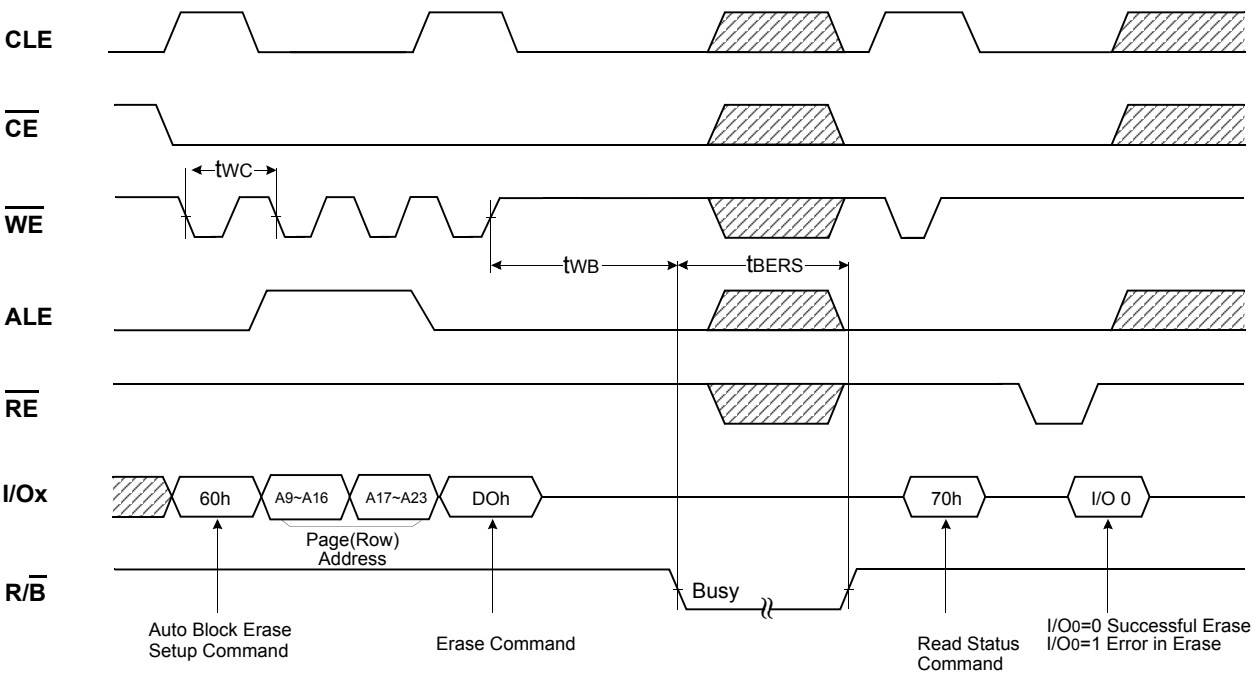 CLE
CE
tWC
WE
tWB
tBERS
ALE
RE
I/Ox
60h
A9~A16
A17~A23
DOh
70h
I/O 0
Page(Row)
Address
R/B
Busy
Auto Block Erase
Setup Command
Erase Command
Read Status
Command
I/O0=0 Successful Erase
I/O0=1 Error in Erase